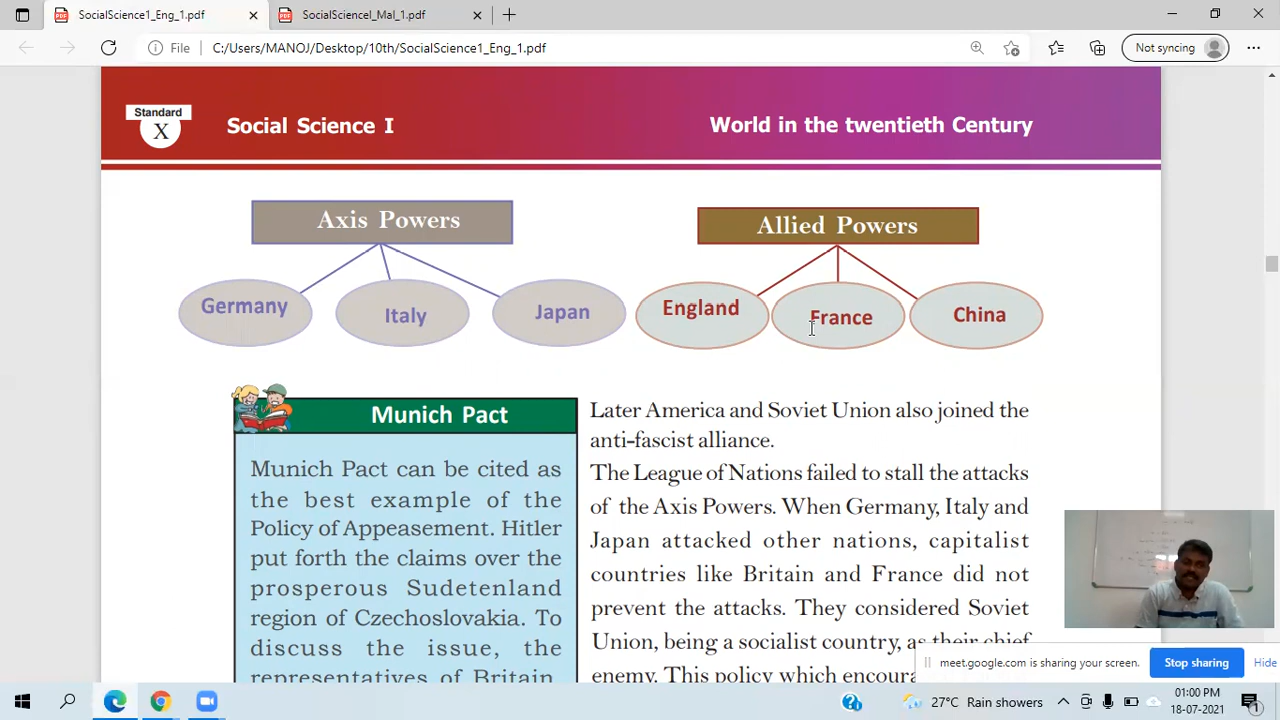 SocialScience1_Eng_1.pdf
SocialScienceI_Mal_1.pdf
File
C:/Users/MANOJ/Desktop/10th/SocialScience1_Eng_1.pdf
Not syncing
Standard
X
Social Science I
World in the twentieth Century
Axis Powers
Allied Powers
Germany
Italy
Japan
England
France
China
Munich Pact
Munich Pact can be cited as
the best example of the
Policy of Appeasement. Hitler
put forth the claims over the
prosperous Sudetenland
region of Czechoslovakia. To
discuss the issue, the
representatives of Britain,
Later America and Soviet Union also joined the
anti-fascist alliance.
The League of Nations failed to stall the attacks
of the Axis Powers. When Germany, Italy and
Japan attacked other nations, capitalist
countries like Britain and France did not
prevent the attacks. They considered Soviet
Union, being a socialist country, as their chief
enemy. This policy which encoura
meet.google.com is sharing your screen.
Stop sharing
Hide
27°C Rain showers
01:00 PM
18-07-2021